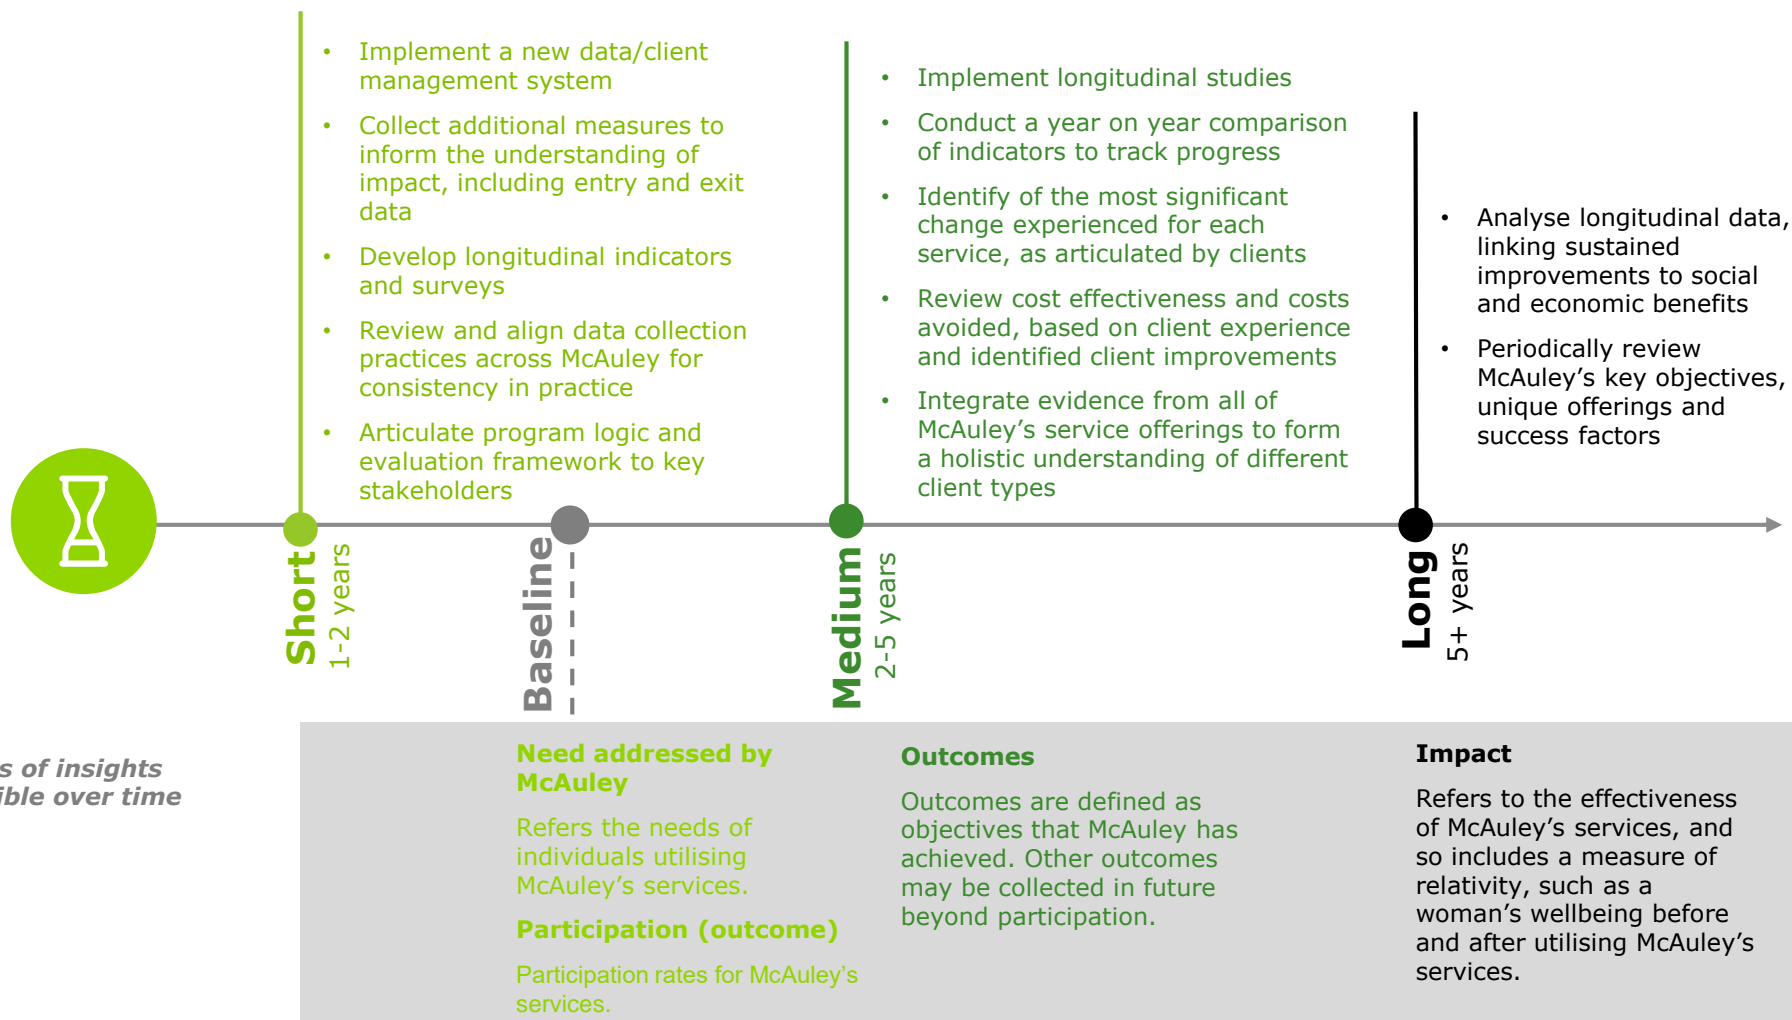 • Implement a new data/client
management system
• Collect additional measures to
inform the understanding of
impact, including entry and exit
data
• Develop longitudinal indicators
and surveys
• Review and align data collection
practices across McAuley for
consistency in practice
• Articulate program logic and
evaluation framework to key
stakeholders
• Implement longitudinal studies
• Conduct a year on year comparison
of indicators to track progress
• Identify of the most significant
change experienced for each
service, as articulated by clients
• Review cost effectiveness and costs
avoided, based on client experience
and identified client improvements
• Integrate evidence from all of
McAuley's service offerings to form
a holistic understanding of different
client types
• Analyse longitudinal data,
linking sustained
improvements to social
and economic benefits
• Periodically review
McAuley's key objectives,
unique offerings and
success factors
Short
1-2 years
Baseline
Medium
2-5 years
Long
5+ years
of insights
over time
Need addressed by
McAuley
Refers the needs of
individuals utilising
McAuley's services.
Participation (outcome)
Participation rates for McAuley's
services.
Outcomes
Outcomes are defined as
objectives that McAuley has
achieved. Other outcomes
may be collected in future
beyond participation.
Impact
Refers to the effectiveness
of McAuley's services, and
so includes a measure of
relativity, such as a
woman's wellbeing before
and after utilising McAuley's
services.